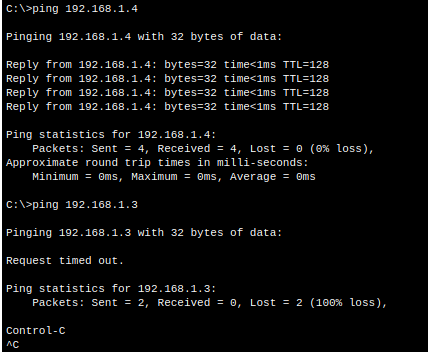 C:\>ping 192.168.1.4
Pinging 192.168.1.4 with 32 bytes of data:
Reply from 192.168.1.4: bytes=32 time<1ms TTL=128
Reply from 192.168.1.4: bytes=32 time<1ms TTL=128
Reply from 192.168.1.4: bytes=32 time<1ms TTL=128
Reply from 192.168.1.4: bytes=32 time<1ms TTL=128
Ping statistics for 192.168.1.4:
    Packets: Sent = 4, Received = 4, Lost = 0 (0% loss),
Approximate round trip times in milli-seconds:
    Minimum = 0ms, Maximum = 0ms, Average = 0ms
C:\>ping 192.168.1.3
Pinging 192.168.1.3 with 32 bytes of data:
Request timed out.
Ping statistics for 192.168.1.3:
    Packets: Sent = 2, Received = 0, Lost = 2 (100% loss),
Control-C
^C